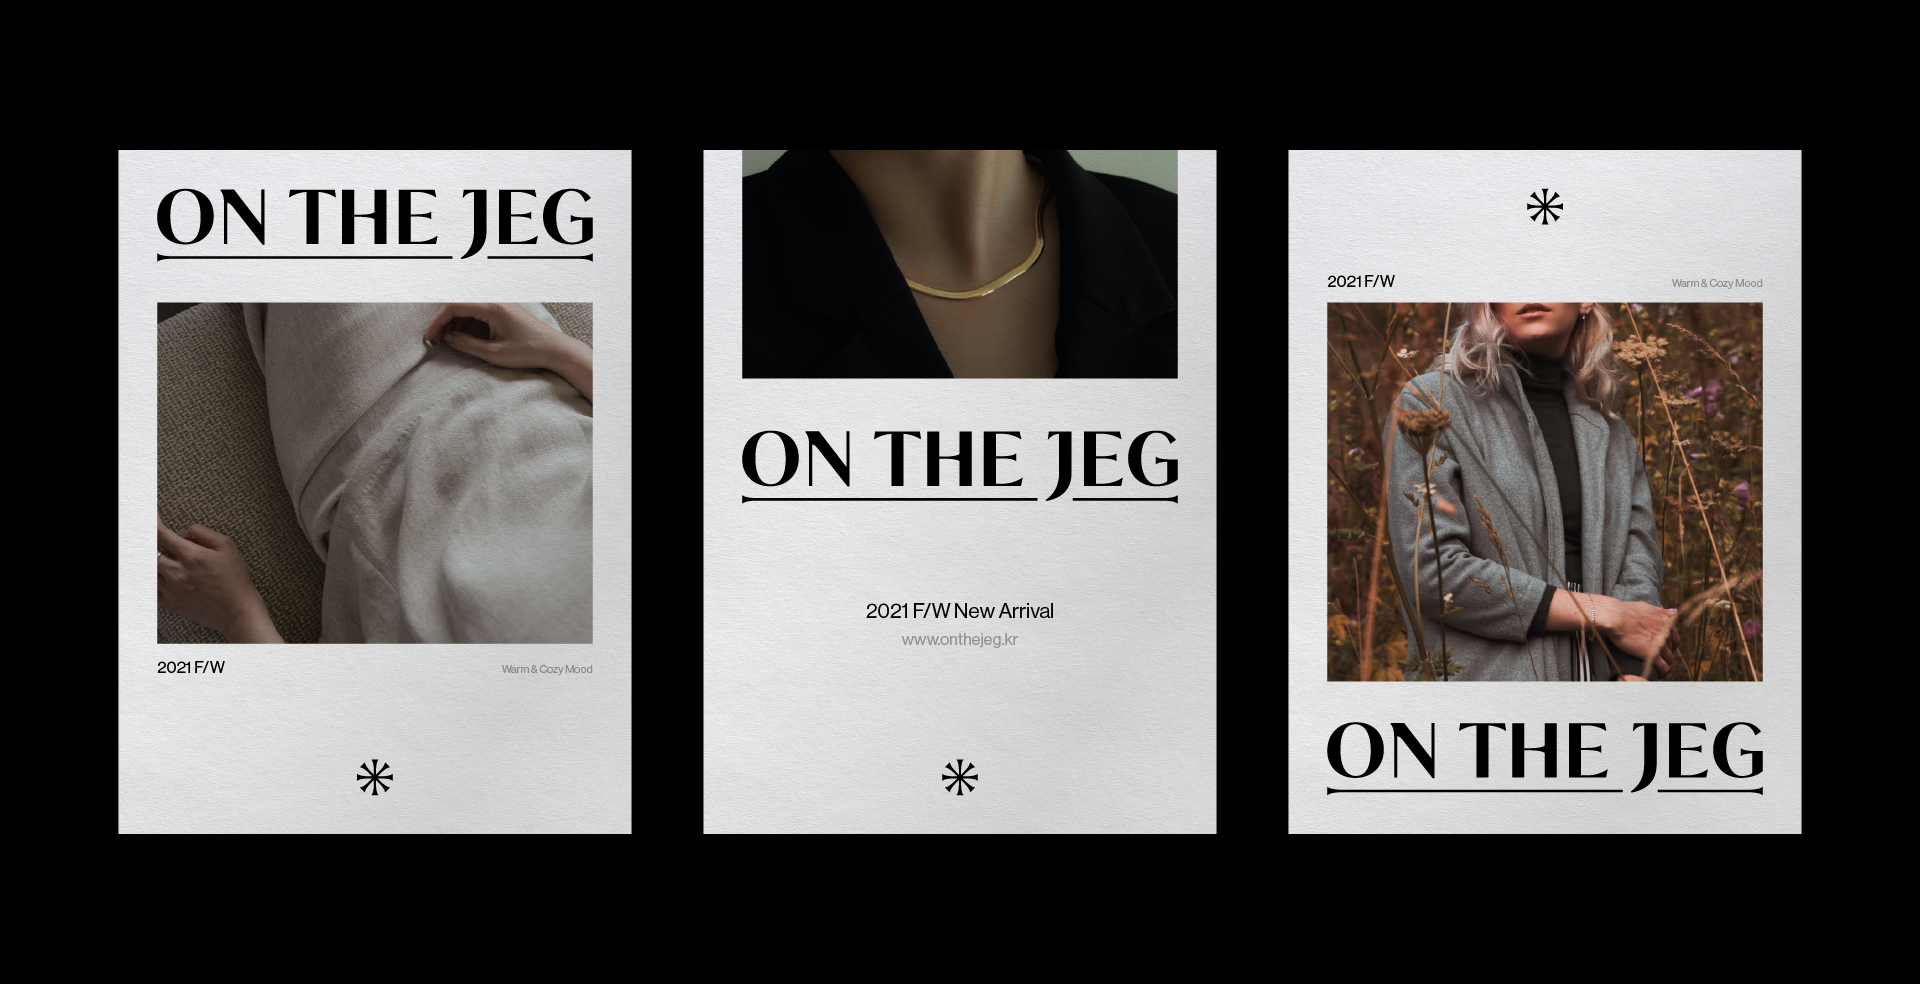 ON THE JEG
2021 F/W
Warm & Cozy Mood
ON THE JEG
2021 F/W New Arrival
www.onthejeg.kr
2021 F/W
Warm & Cozy Mood
ON THE JEG